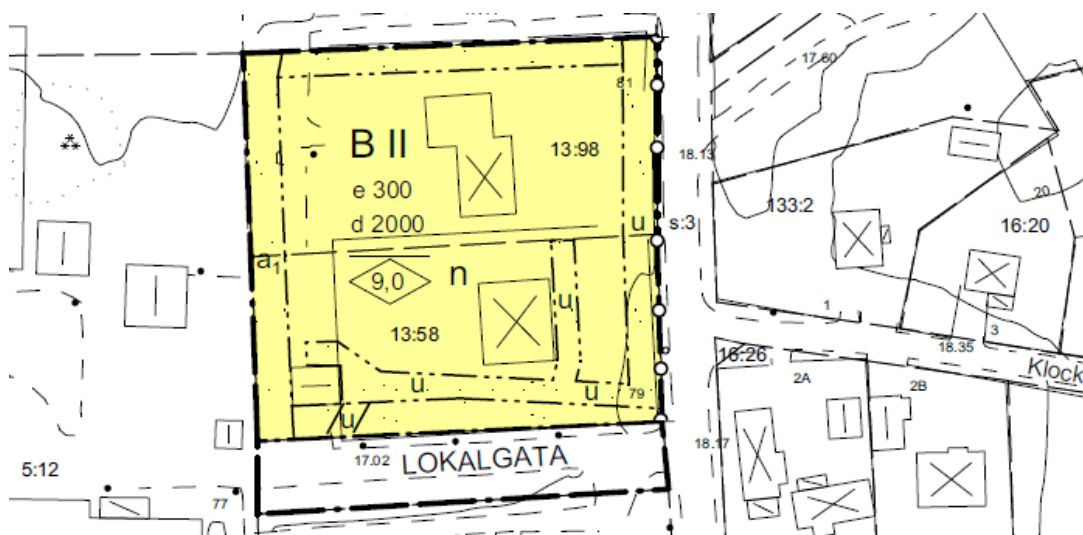 17.60
81
B II
13:98
18.13
e 300
133:2
20
d 2000
u
s:3
16:20
a1
9,0
n
u
13:58
1
3
18.35
16:26
Klock
u
u
79
2A
2B
u
18.17
17.02
LOKALGATA
5:12
77